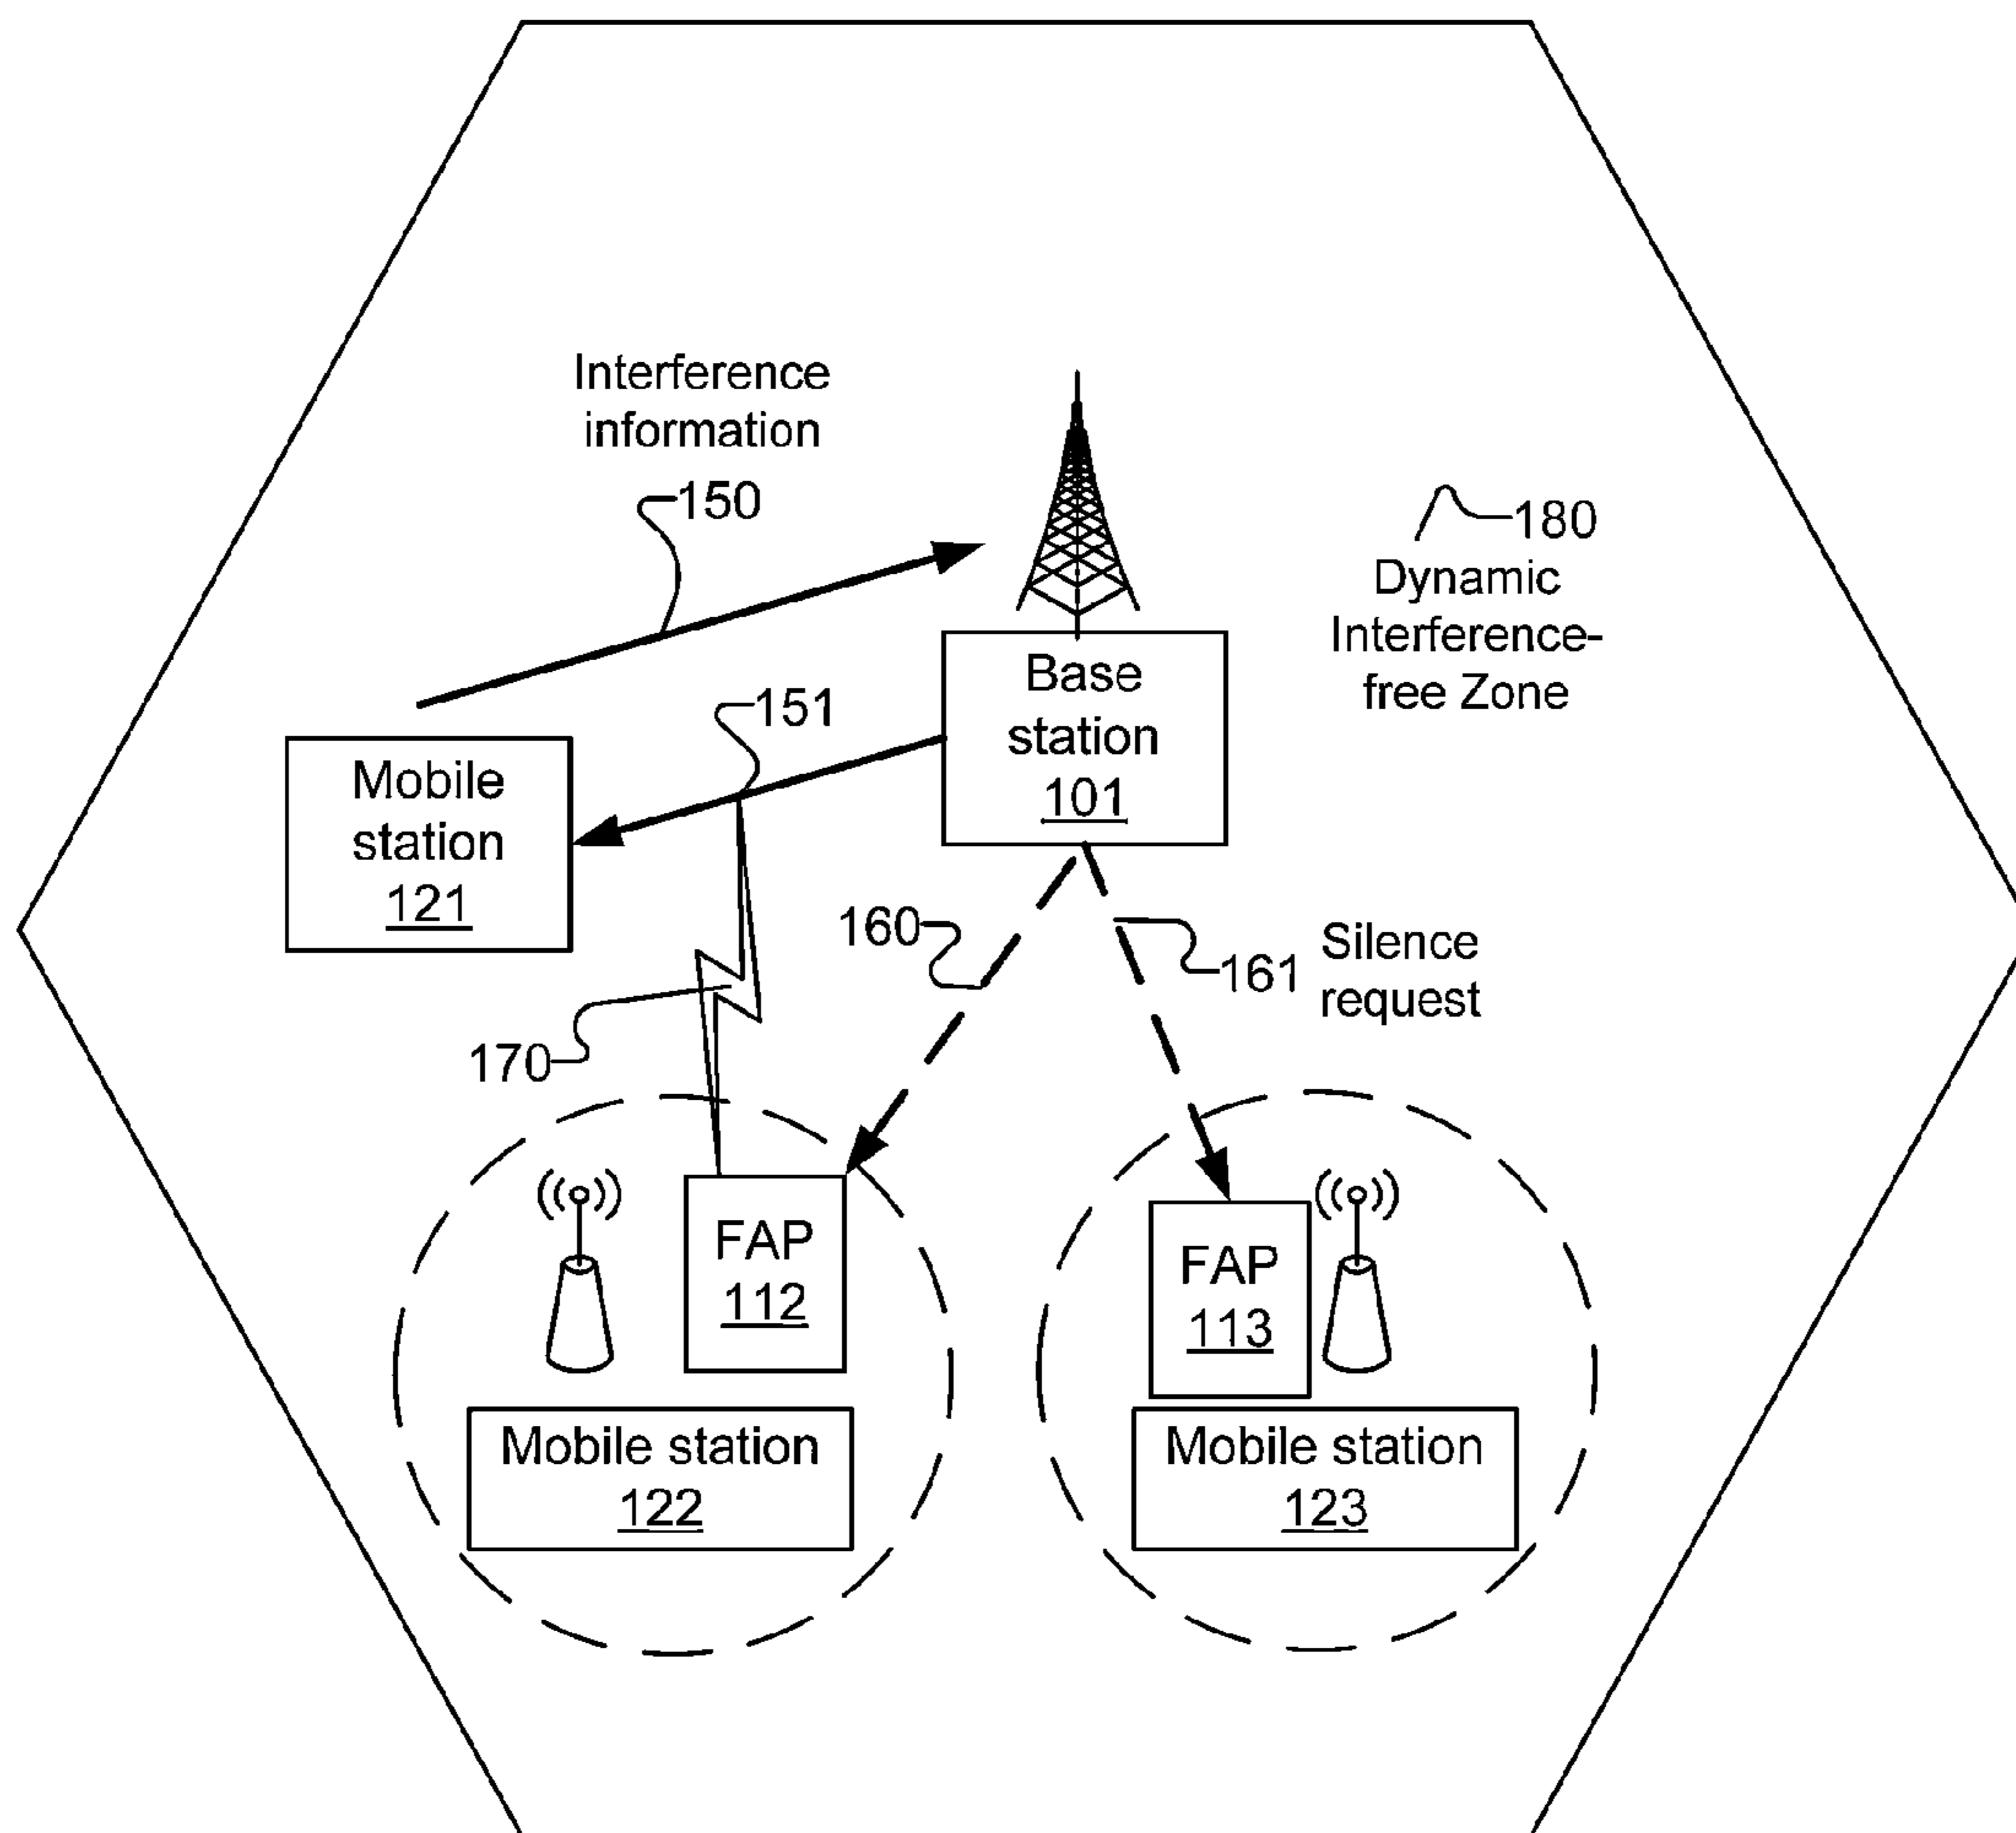 Interference
information
150
180
Dynamic
Interference-
free Zone
Base
station
101
151
Mobile
station
121
160
161
Silence
request
170
FAP
112
FAP
113
Mobile station
122
Mobile station
123